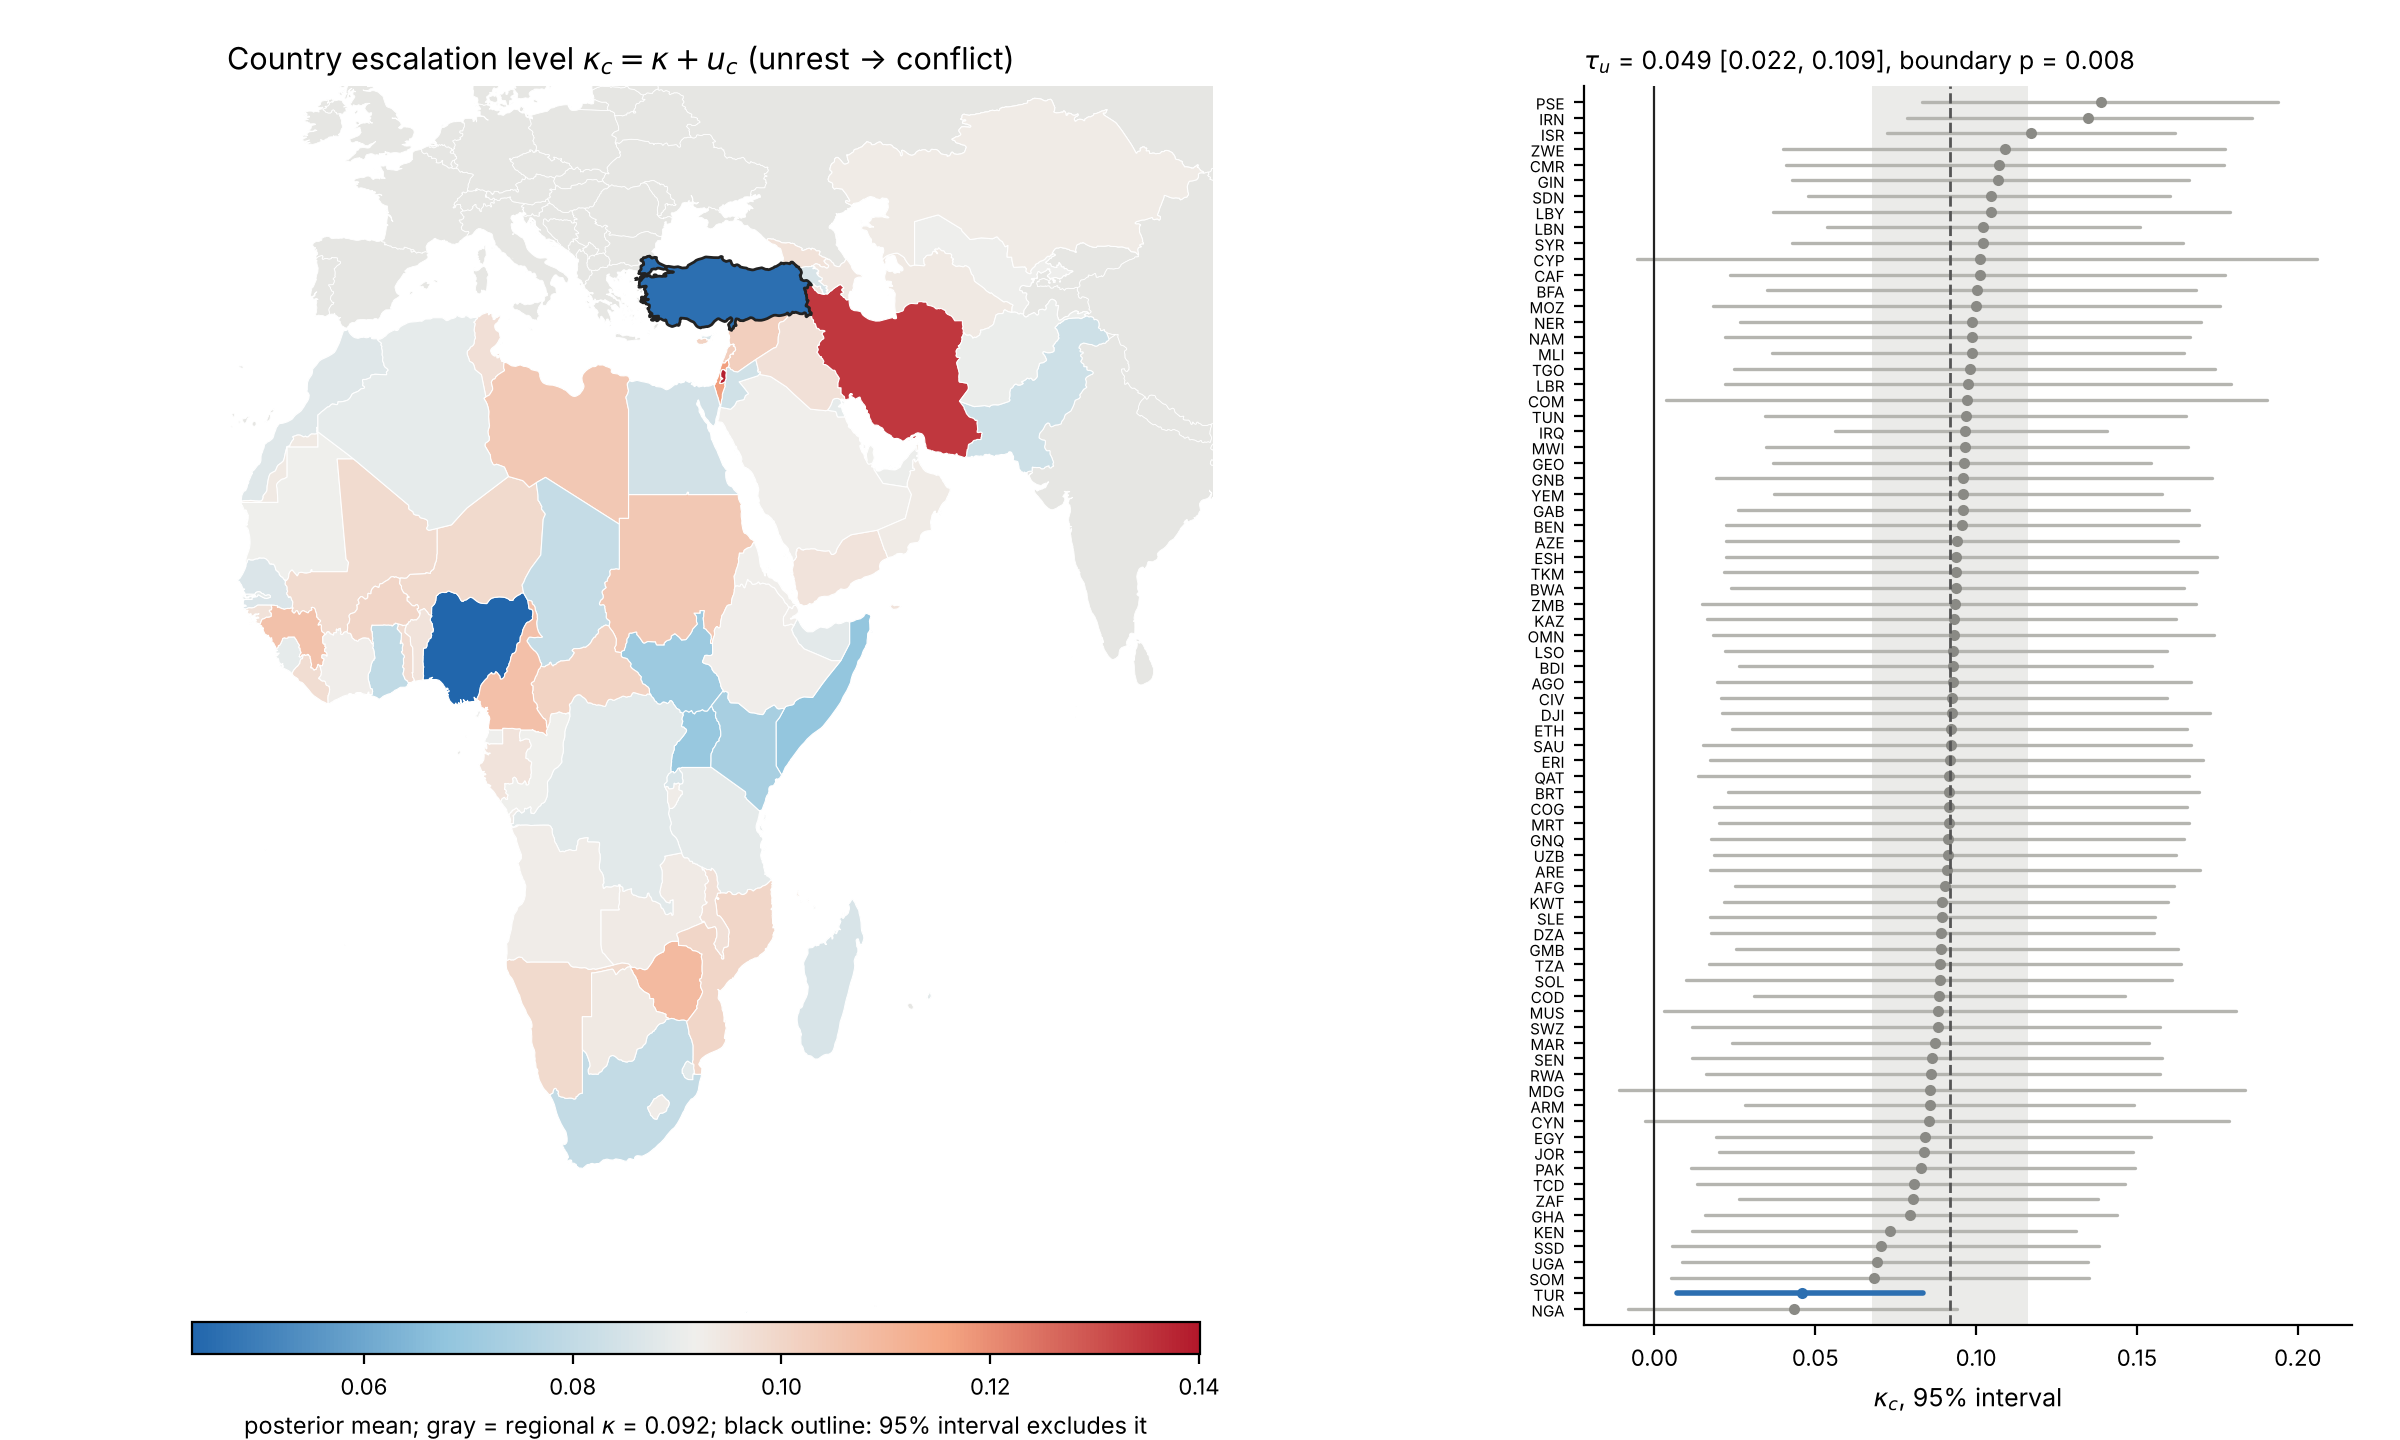 Country escalation level κc = κ + uc (unrest → conflict)
0.06 0.08 0.10 0.12 0.14
posterior mean; gray = regional κ = 0.092; black outline: 95% interval excludes it
τu = 0.049 [0.022, 0.109], boundary p = 0.008
PSE
IRN
ISR
ZWE
CMR
GIN
SDN
LBY
LBN
SYR
CYP
CAF
BFA
MOZ
NER
NAM
MLI
TGO
LBR
COM
TUN
IRQ
MWI
GEO
GNB
YEM
GAB
BEN
AZE
ESH
TKM
BWA
ZMB
KAZ
OMN
LSO
BDI
AGO
CIV
DJI
ETH
SAU
ERI
QAT
BRT
COG
MRT
GNQ
UZB
ARE
AFG
KWT
SLE
DZA
GMB
TZA
SOL
COD
MUS
SWZ
MAR
SEN
RWA
MDG
ARM
CYN
EGY
JOR
PAK
TCD
ZAF
GHA
KEN
SSD
UGA
SOM
TUR
NGA
0.00 0.05 0.10 0.15 0.20
κc, 95% interval